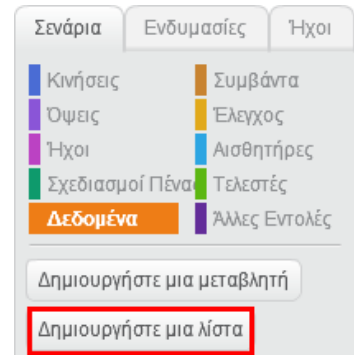 Σενάρια Ενδυμασίες Ήχοι
Κινήσεις Συμβάντα
Όψεις Έλεγχος
Ήχοι Αισθητήρες
Σχεδιασμοί Πένας Τελεστές
Δεδομένα Άλλες Εντολές
Δημιουργήστε μια μεταβλητή
Δημιουργήστε μια λίστα